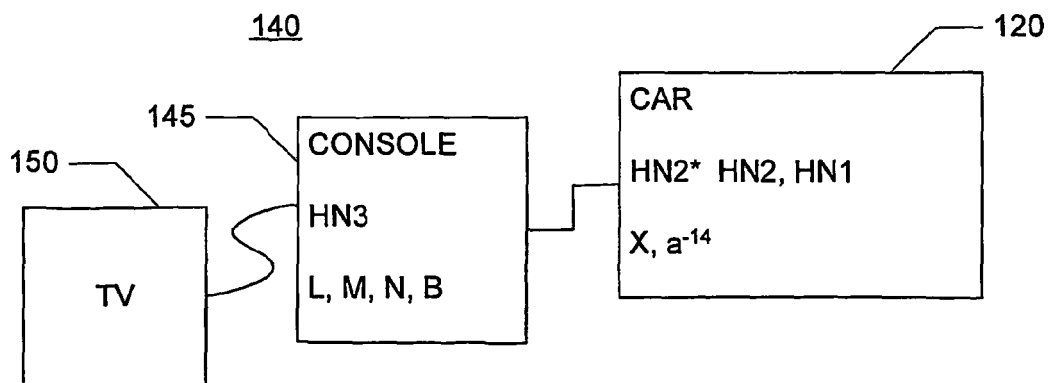 140
120
145
150
CAR
CONSOLE
HN2* HN2, HN1
HN3
X, a⁻¹⁴
TV
L, M, N, B